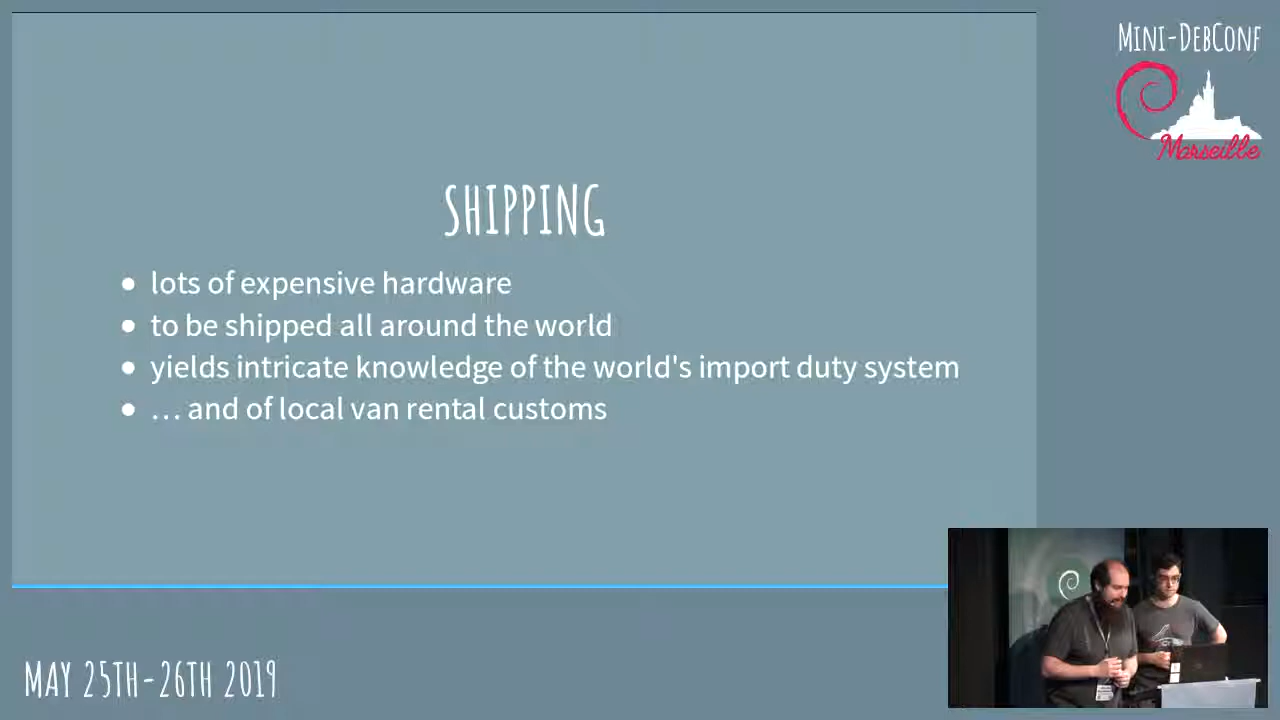 MINI-DEBCONF
Marseille
SHIPPING
lots of expensive hardware
to be shipped all around the world
yields intricate knowledge of the world's import duty system
… and of local van rental customs
MAY 25TH-26TH 2019